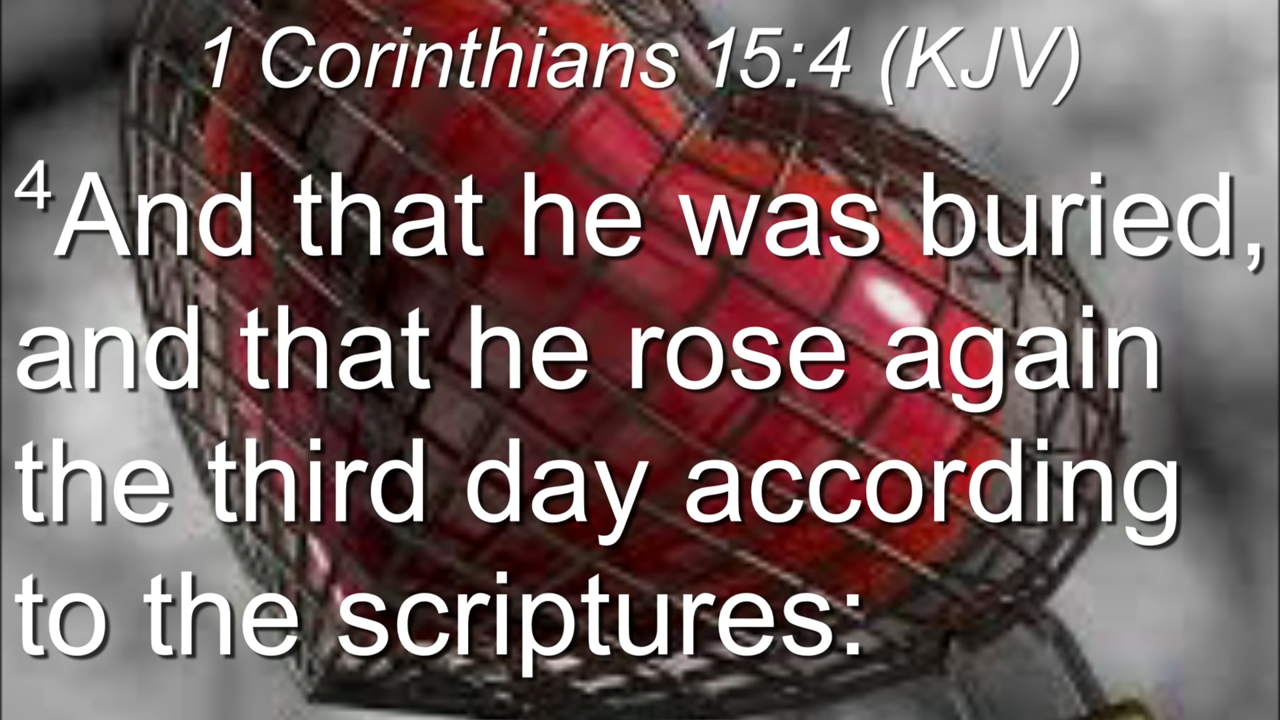 1 Corinthians 15:4 (KJV)
4And that he was buried,
and that he rose again
the third day according
to the scriptures: